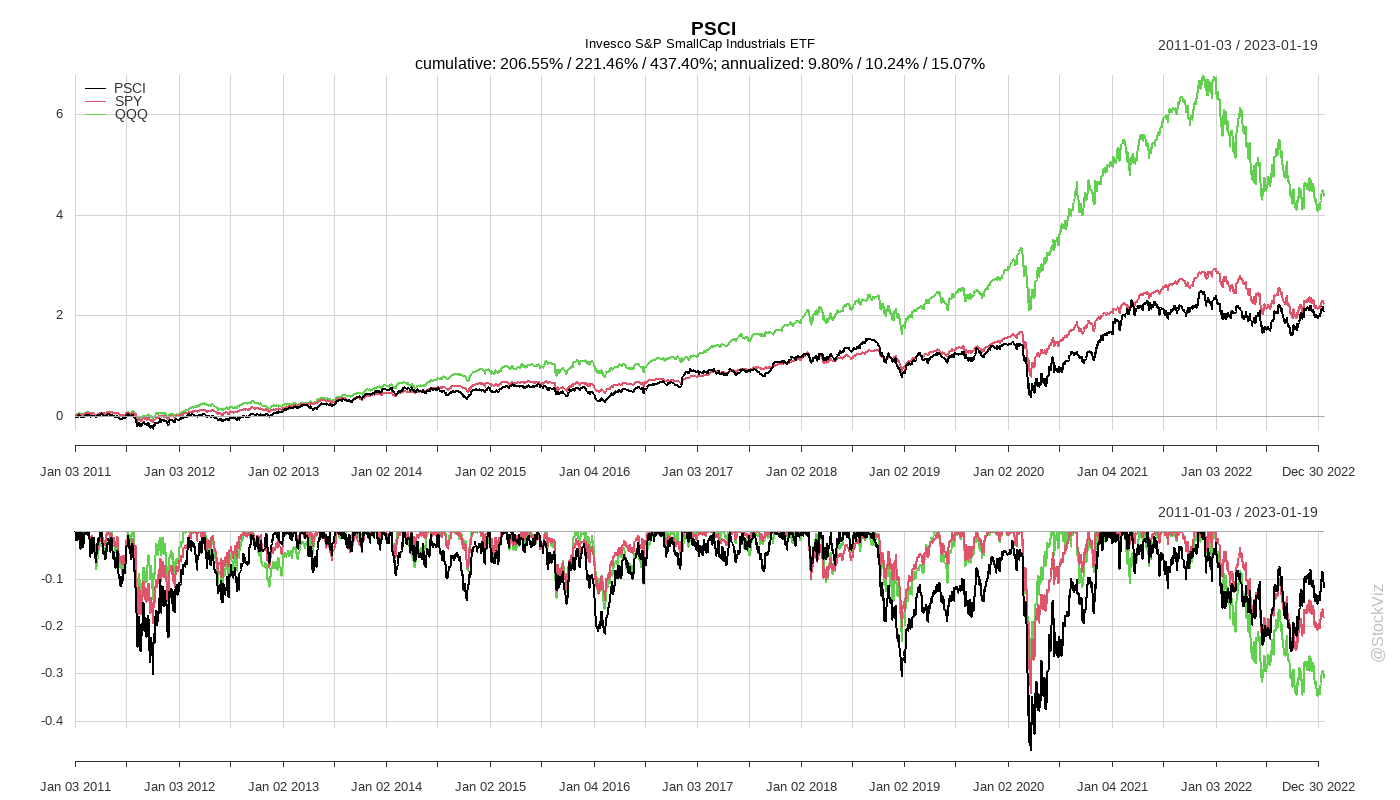 PSCI
Invesco S&P SmallCap Industrials ETF
2011-01-03 / 2023-01-19
cumulative: 206.55% / 221.46% / 437.40%; annualized: 9.80% / 10.24% / 15.07%
PSCI
SPY
QQQ
6
4
2
0
Jan 03 2011 Jan 03 2012 Jan 02 2013 Jan 02 2014 Jan 02 2015 Jan 04 2016 Jan 03 2017 Jan 02 2018 Jan 02 2019 Jan 02 2020 Jan 04 2021 Jan 03 2022 Dec 30 2022
2011-01-03 / 2023-01-19
-0.1
-0.2
-0.3
-0.4
@StockViz
Jan 03 2011 Jan 03 2012 Jan 02 2013 Jan 02 2014 Jan 02 2015 Jan 04 2016 Jan 03 2017 Jan 02 2018 Jan 02 2019 Jan 02 2020 Jan 04 2021 Jan 03 2022 Dec 30 2022